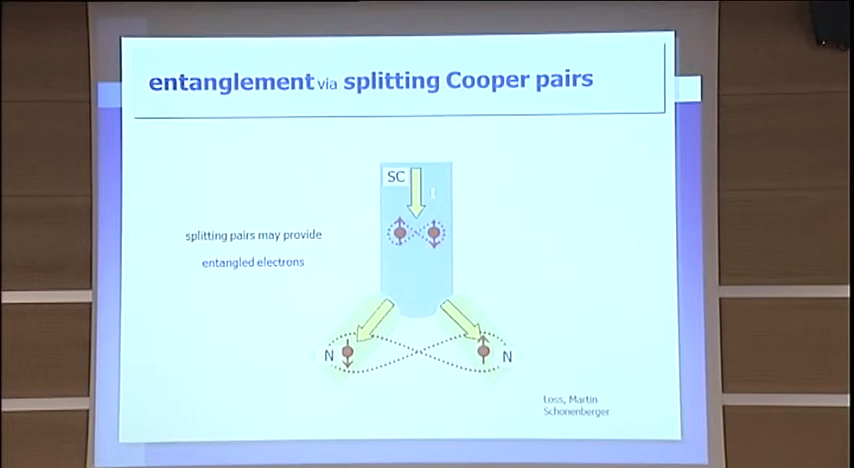 entanglement via splitting Cooper pairs
SC
I
splitting pairs may provide
entangled electrons
N
N
Loss, Martin
Schonenberger